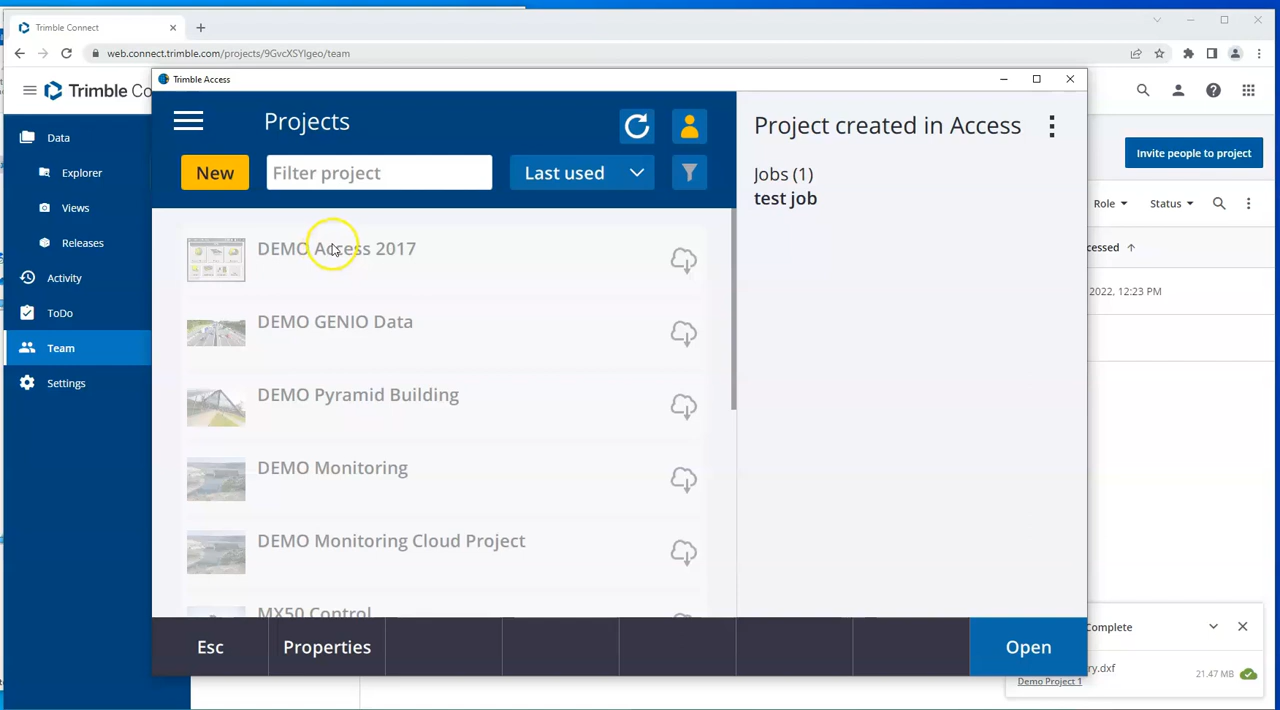 Trimble Connect
web.connect.trimble.com/projects/9GvcXSYIgeo/team
Trimble Co
Data
Explorer
Views
Releases
Activity
ToDo
Team
Settings
Trimble Access
Projects
New
Filter project
Last used
DEMO Access 2017
DEMO GENIO Data
DEMO Pyramid Building
DEMO Monitoring
DEMO Monitoring Cloud Project
MX50 Control
Project created in Access
Jobs (1)
test job
Esc
Properties
Open
Invite people to project
Role
Status
cessed
2022, 12:23 PM
Complete
ry.dxf
21.47 MB
Demo Project 1